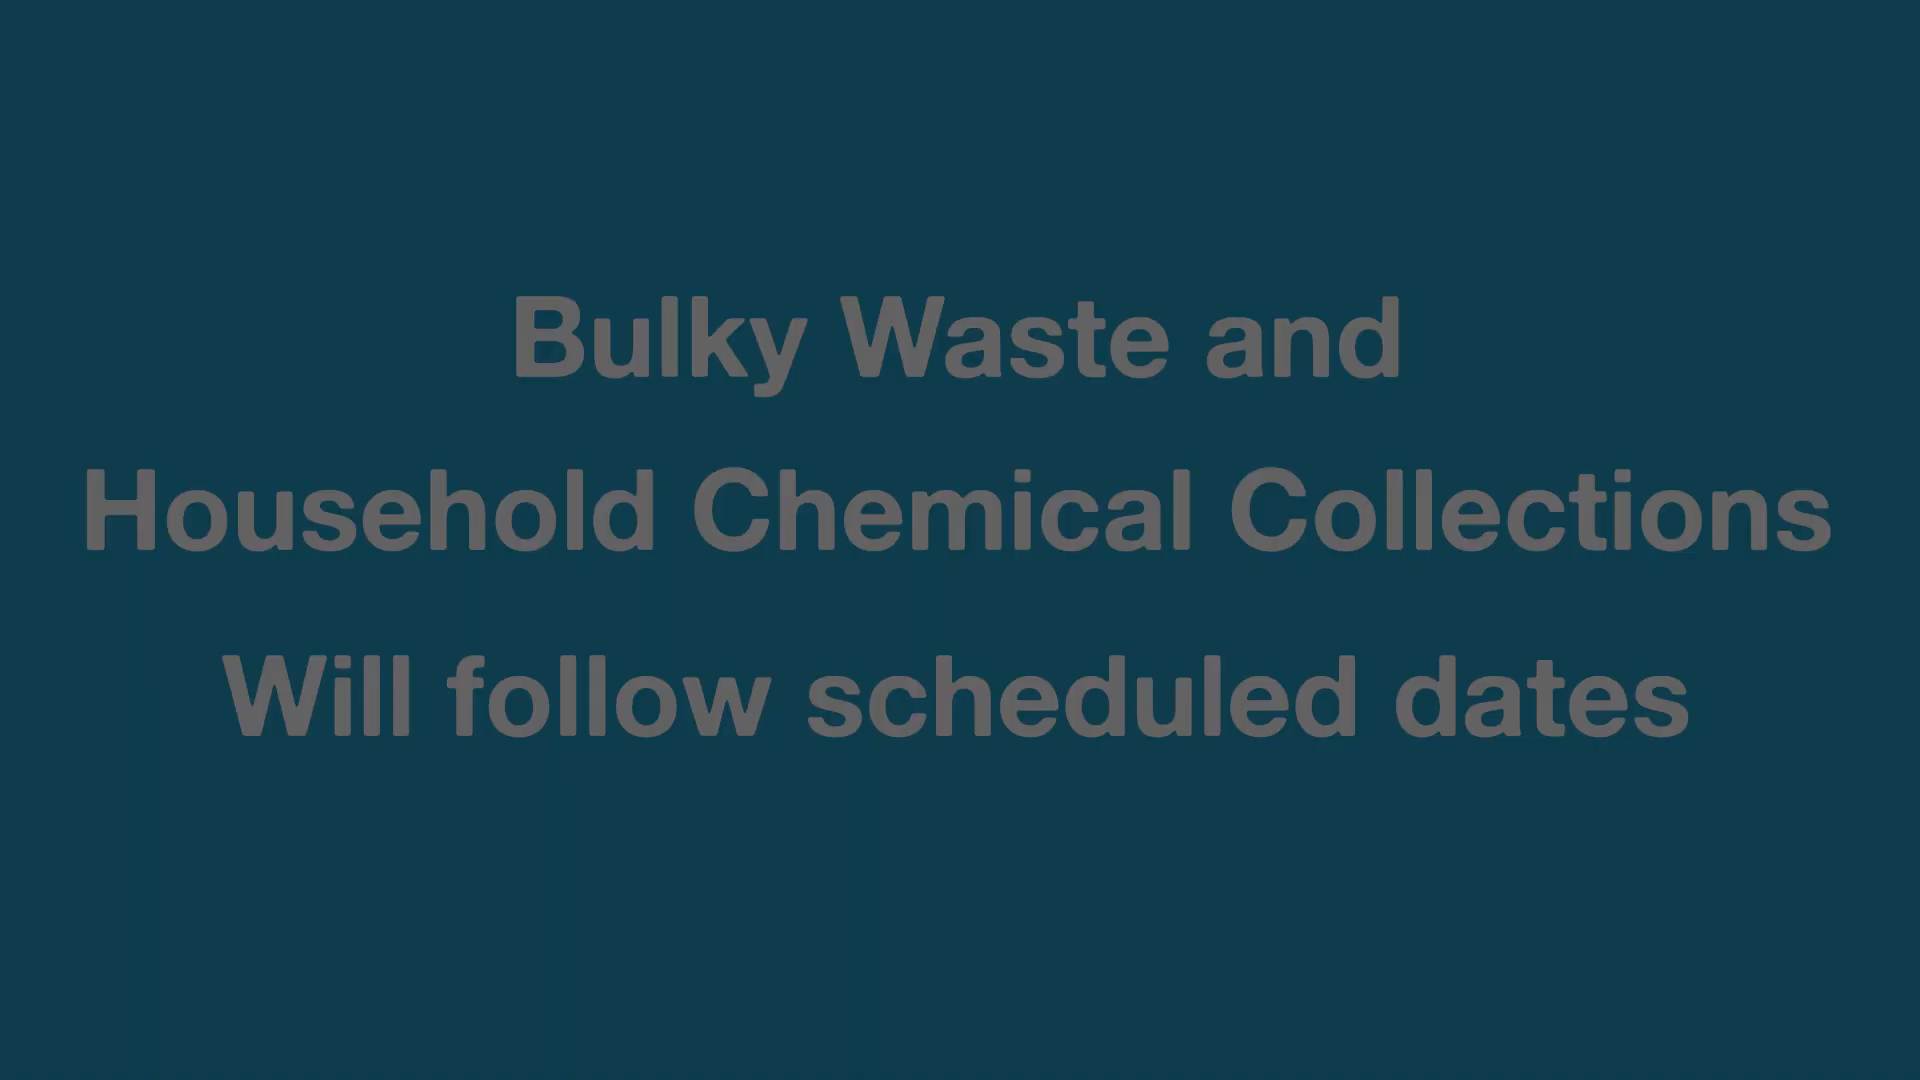 Bulky Waste and
Household Chemical Collections
Will follow scheduled dates